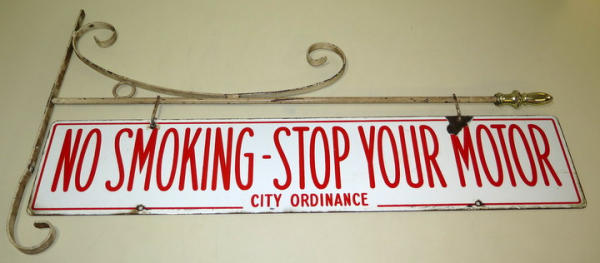 NO SMOKING - STOP YOUR MOTOR
CITY ORDINANCE